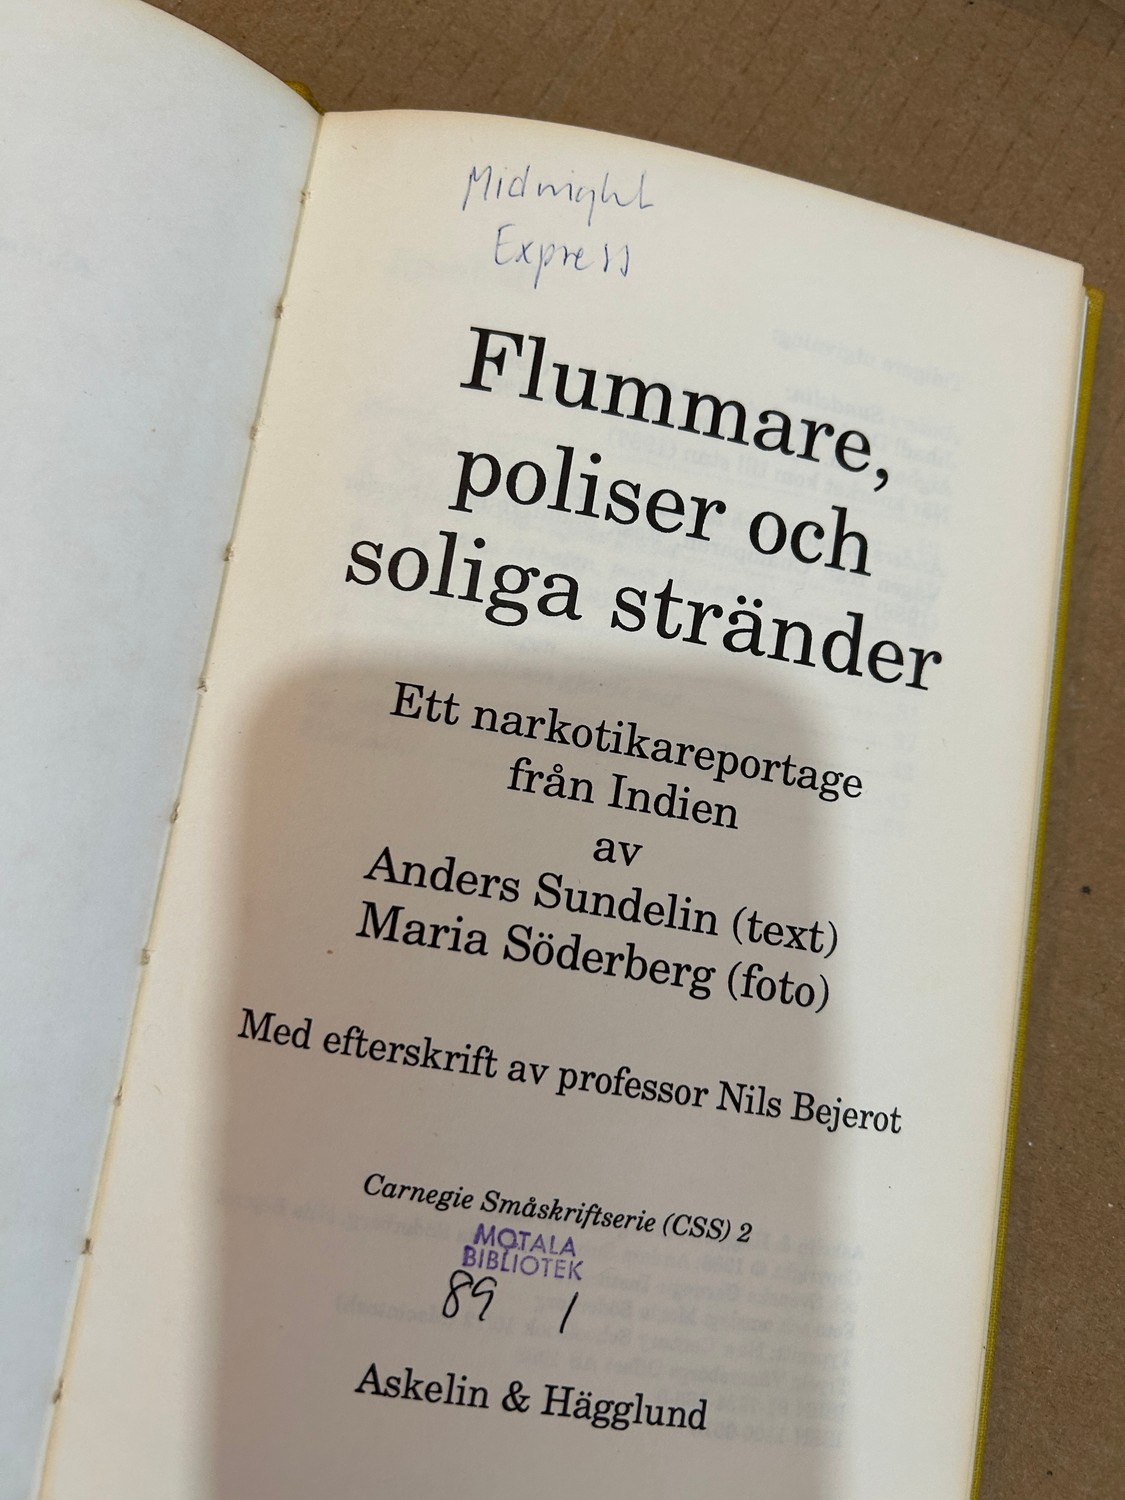 Midnight
Express
Flummare,
poliser och
soliga stränder
Ett narkotikareportage
från Indien
av
Anders Sundelin (text)
Maria Söderberg (foto)
Med efterskrift av professor Nils Bejerot
Carnegie Småskriftserie (CSS) 2
MOTALA
BIBLIOTEK
89 /
Askelin & Hägglund